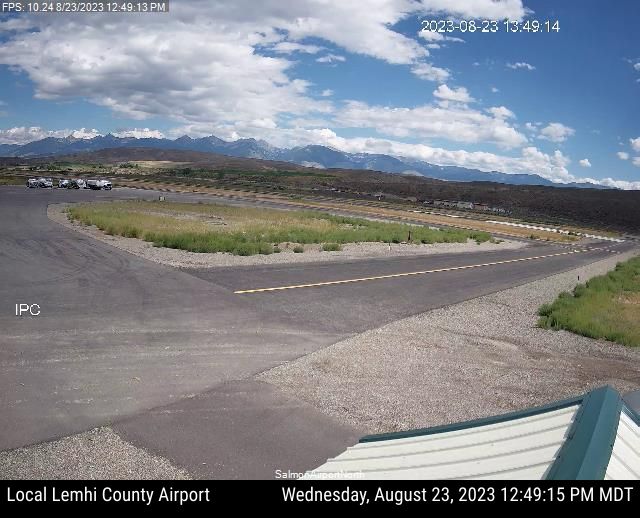 FPS: 10.24 8/23/2023 12:49:13 PM
2023-08-23 13:49:14
IPC
SalmonAirportNorth
Local Lemhi County Airport Wednesday, August 23, 2023 12:49:15 PM MDT